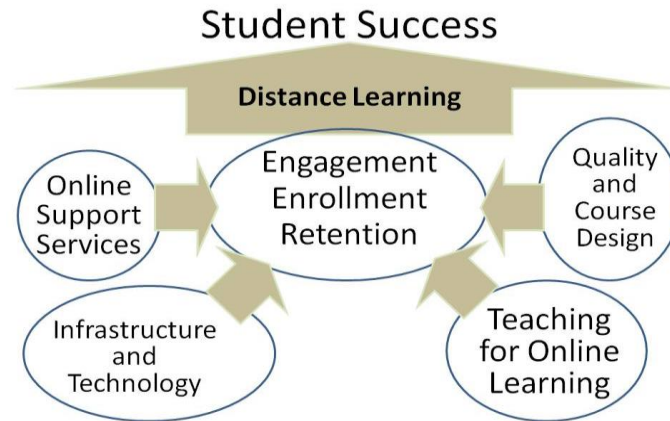 Student Success
Distance Learning
Engagement
Enrollment
Retention
Online
Support
Services
Quality
and
Course
Design
Infrastructure
and
Technology
Teaching
for Online
Learning